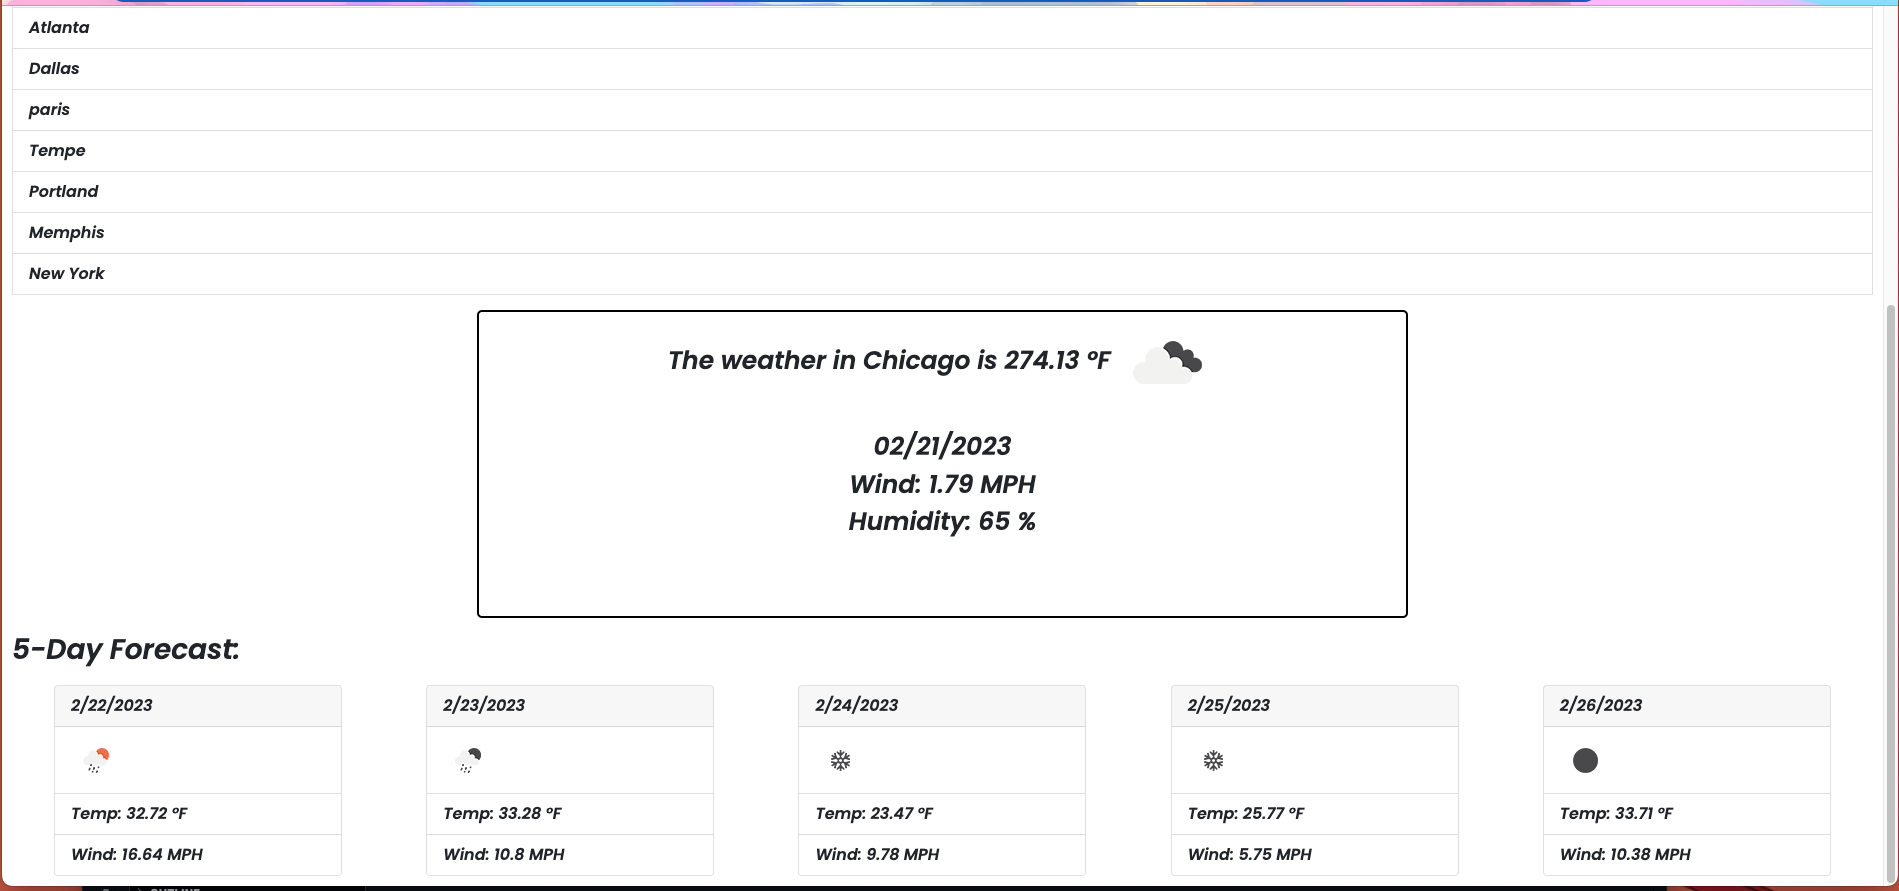 Atlanta
Dallas
paris
Tempe
Portland
Memphis
New York
The weather in Chicago is 274.13 °F
02/21/2023
Wind: 1.79 MPH
Humidity: 65 %
5-Day Forecast:
2/22/2023
Temp: 32.72 °F
Wind: 16.64 MPH
2/23/2023
Temp: 33.28 °F
Wind: 10.8 MPH
2/24/2023
Temp: 23.47 °F
Wind: 9.78 MPH
2/25/2023
Temp: 25.77 °F
Wind: 5.75 MPH
2/26/2023
Temp: 33.71 °F
Wind: 10.38 MPH